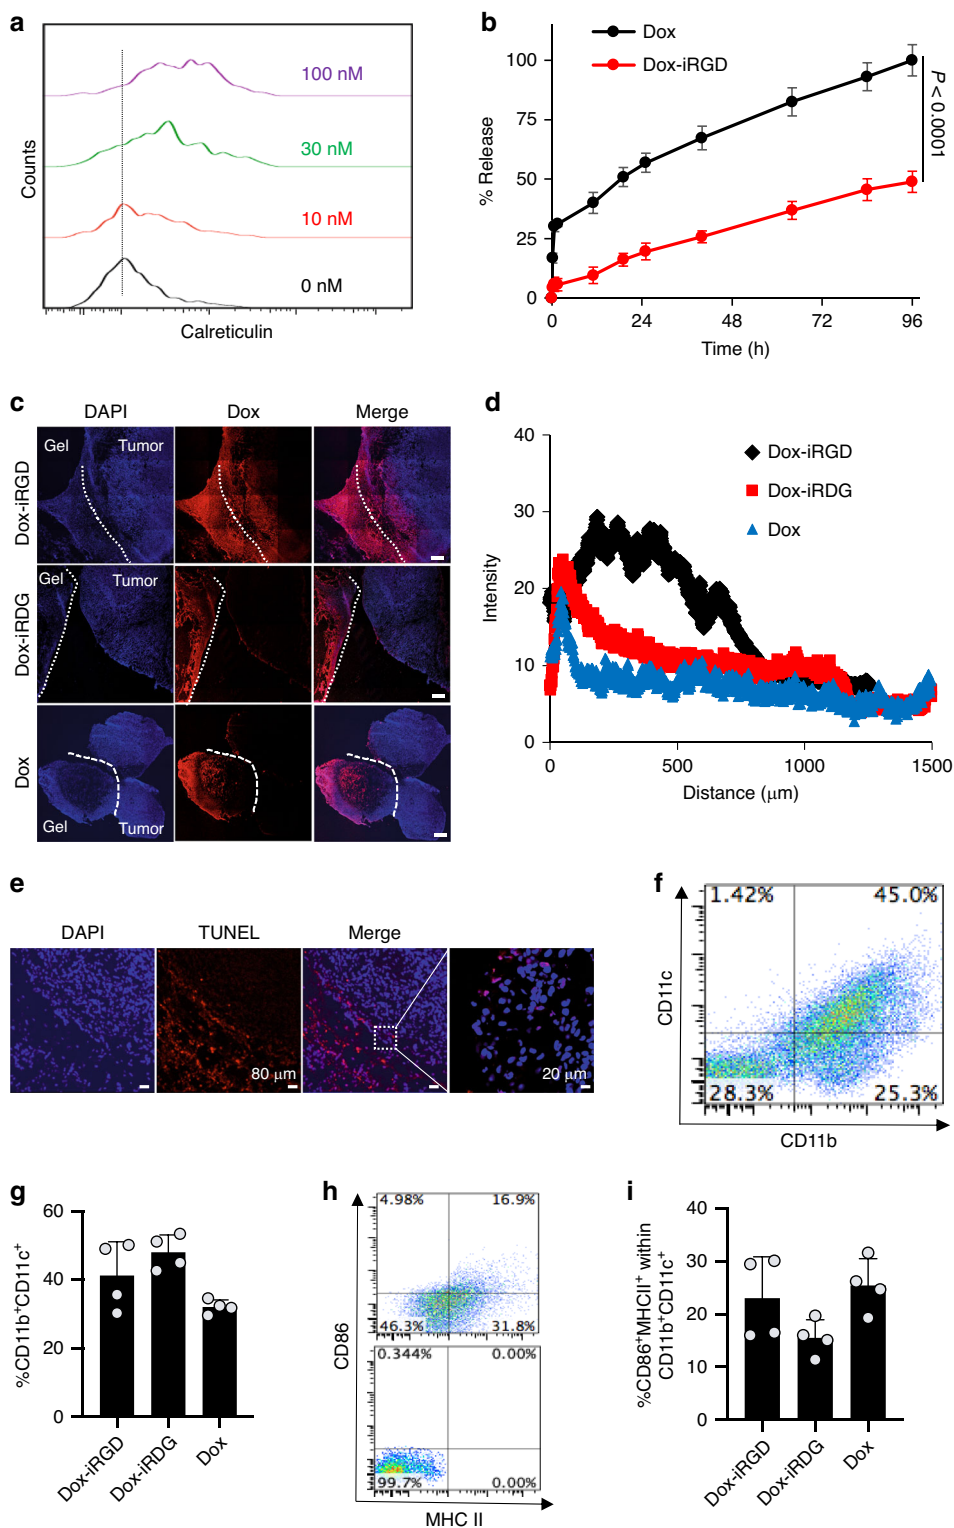 a
100 nM
30 nM
10 nM
0 nM
Counts
Calreticulin
b
Dox
Dox-iRGD
100
75
50
25
0
% Release
P < 0.0001
0 24 48 72 96
Time (h)
c
DAPI Dox Merge
Dox-iRGD
Gel Tumor
Dox-iRDG
Gel Tumor
Dox
Gel Tumor
d
40
30
20
10
0
Intensity
Dox-iRGD
Dox-iRDG
Dox
0 500 1000 1500
Distance (μm)
e
DAPI TUNEL Merge
80 μm
20 μm
f
1.42% 45.0%
28.3% 25.3%
CD11c
CD11b
g
60
40
20
0
%CD11b+CD11c+
Dox-iRGD
Dox-iRDG
Dox
h
4.98% 16.9%
46.3% 31.8%
0.344% 0.00%
99.7% 0.00%
CD86
MHC II
i
40
30
20
10
0
%CD86+MHCII+ within
CD11b+CD11c+
Dox-iRGD
Dox-iRDG
Dox